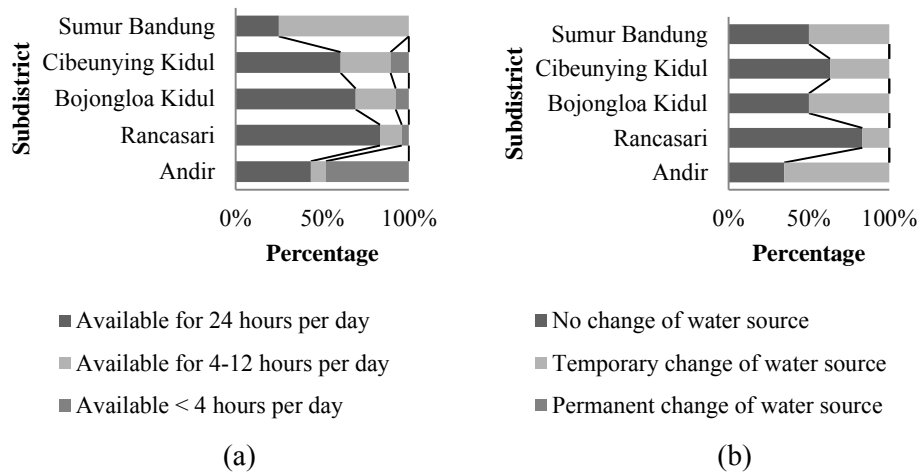 Subdistrict
Sumur Bandung
Cibeunying Kidul
Bojongloa Kidul
Rancasari
Andir
0% 50% 100%
Percentage
Available for 24 hours per day
Available for 4-12 hours per day
Available < 4 hours per day
(a)
Subdistrict
Sumur Bandung
Cibeunying Kidul
Bojongloa Kidul
Rancasari
Andir
0% 50% 100%
Percentage
No change of water source
Temporary change of water source
Permanent change of water source
(b)